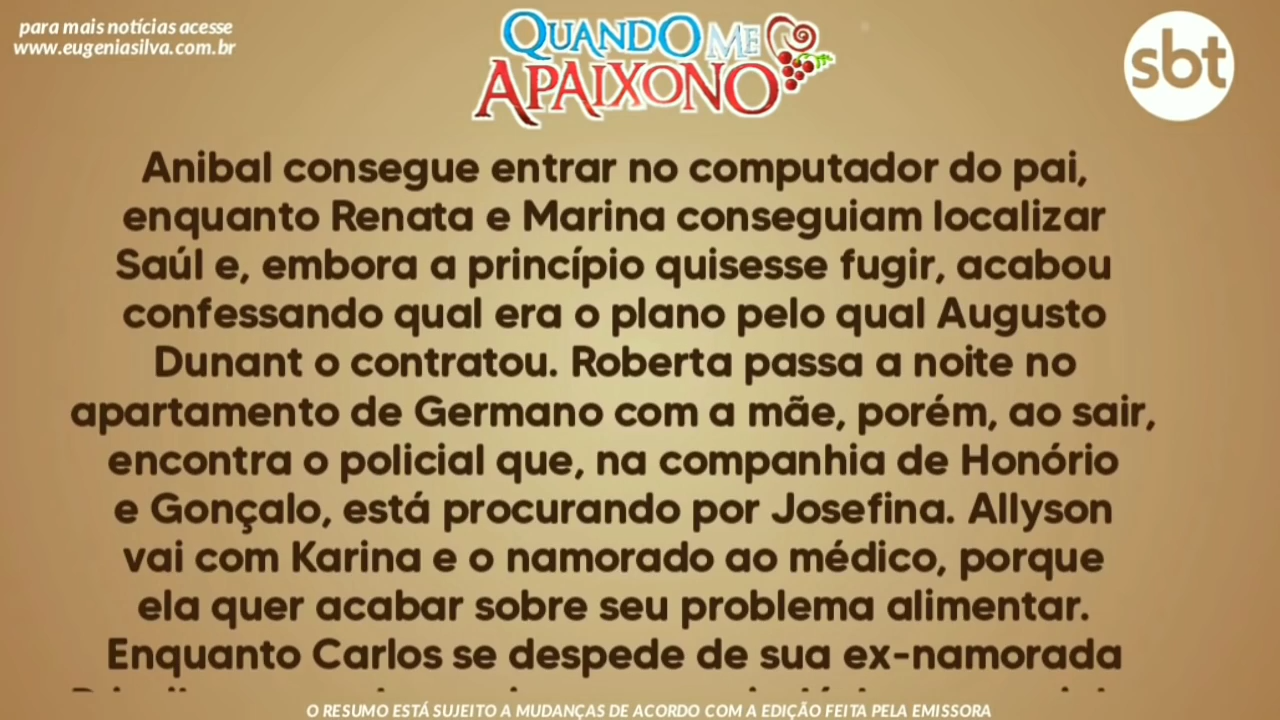 para mais notícias acesse
www.eugeniasilva.com.br
QUANDO ME
APAIXONO
sbt
Anibal consegue entrar no computador do pai,
enquanto Renata e Marina conseguiam localizar
Saúl e, embora a princípio quisesse fugir, acabou
confessando qual era o plano pelo qual Augusto
Dunant o contratou. Roberta passa a noite no
apartamento de Germano com a mãe, porém, ao sair,
encontra o policial que, na companhia de Honório
e Gonçalo, está procurando por Josefina. Allyson
vai com Karina e o namorado ao médico, porque
ela quer acabar sobre seu problema alimentar.
Enquanto Carlos se despede de sua ex-namorada
O RESUMO ESTÁ SUJEITO A MUDANÇAS DE ACORDO COM A EDIÇÃO FEITA PELA EMISSORA